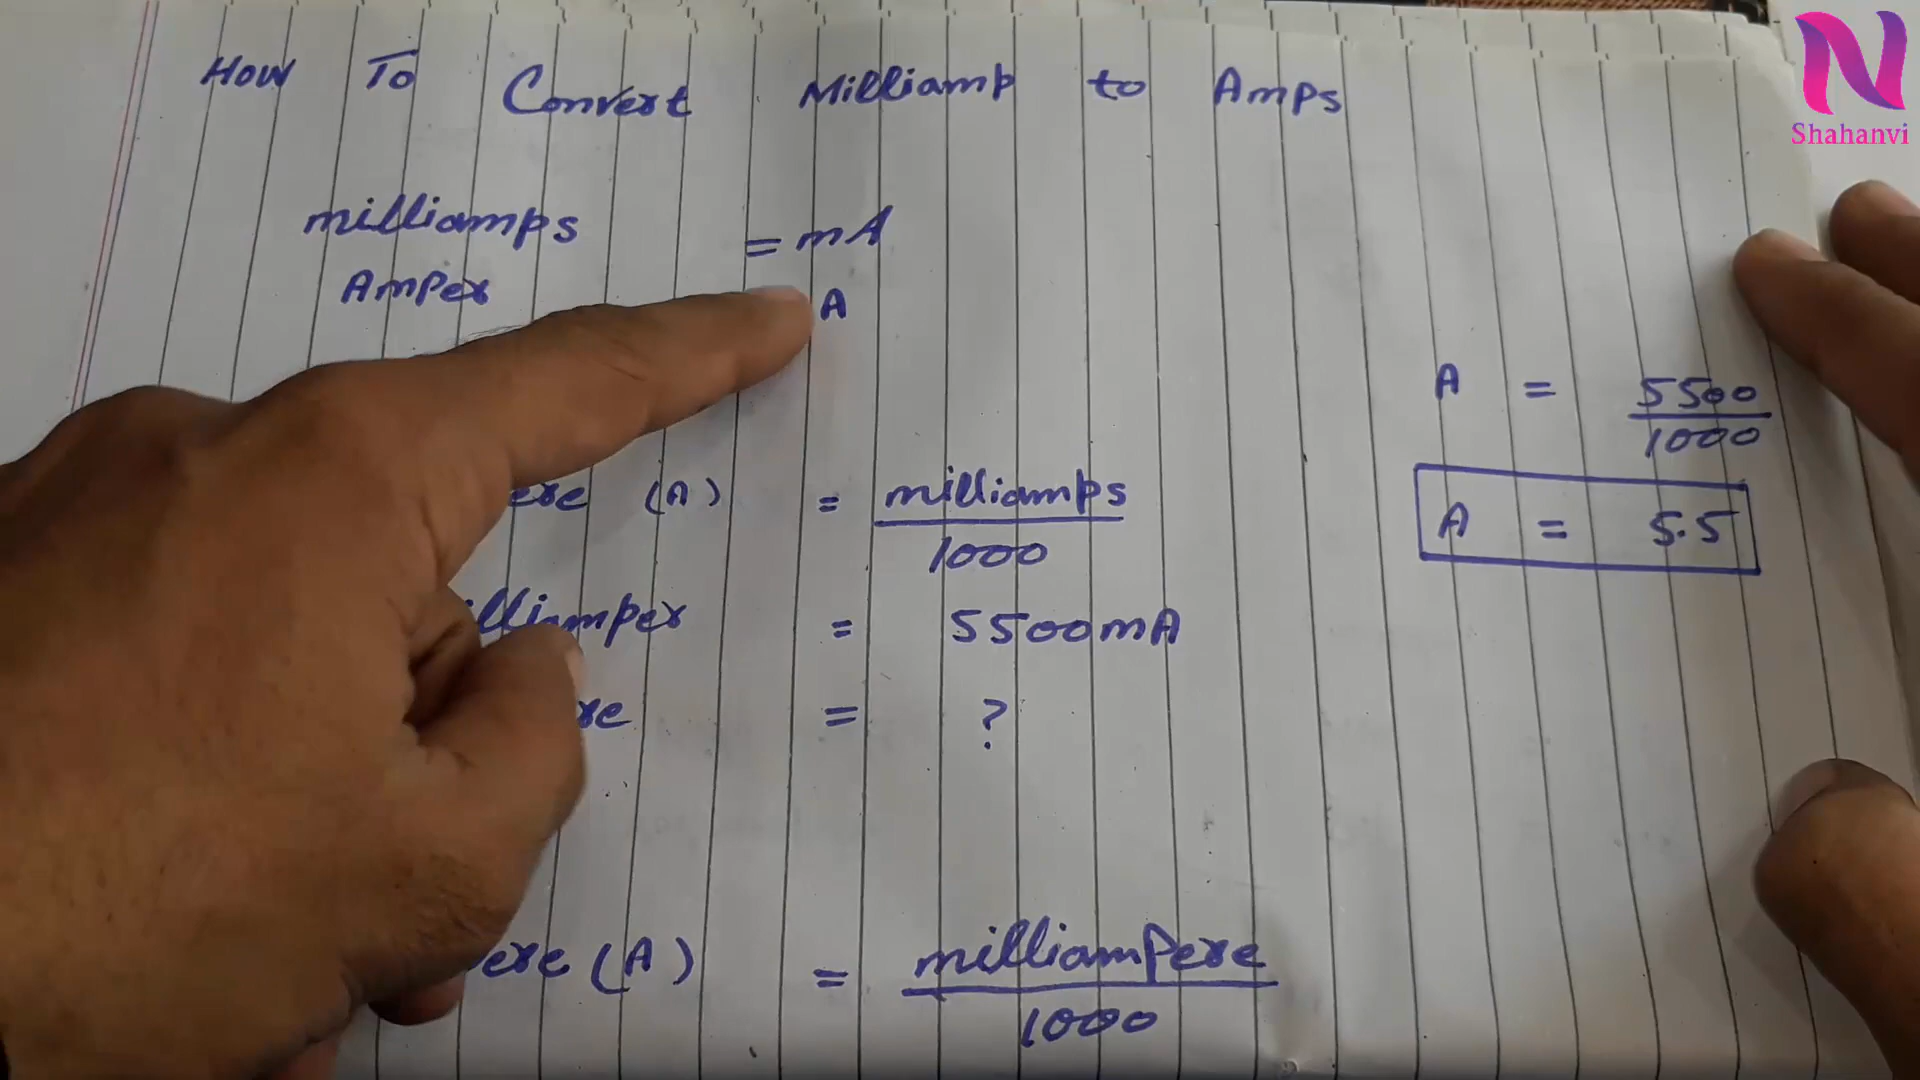 How To Convert Milliamp to Amps
milliamps = mA
Amper A
(A) = milliamps
1000
= 5500mA
= ?
(A) = milliampere
1000
A = 5500
1000
A = 5.5
N
Shahanvi